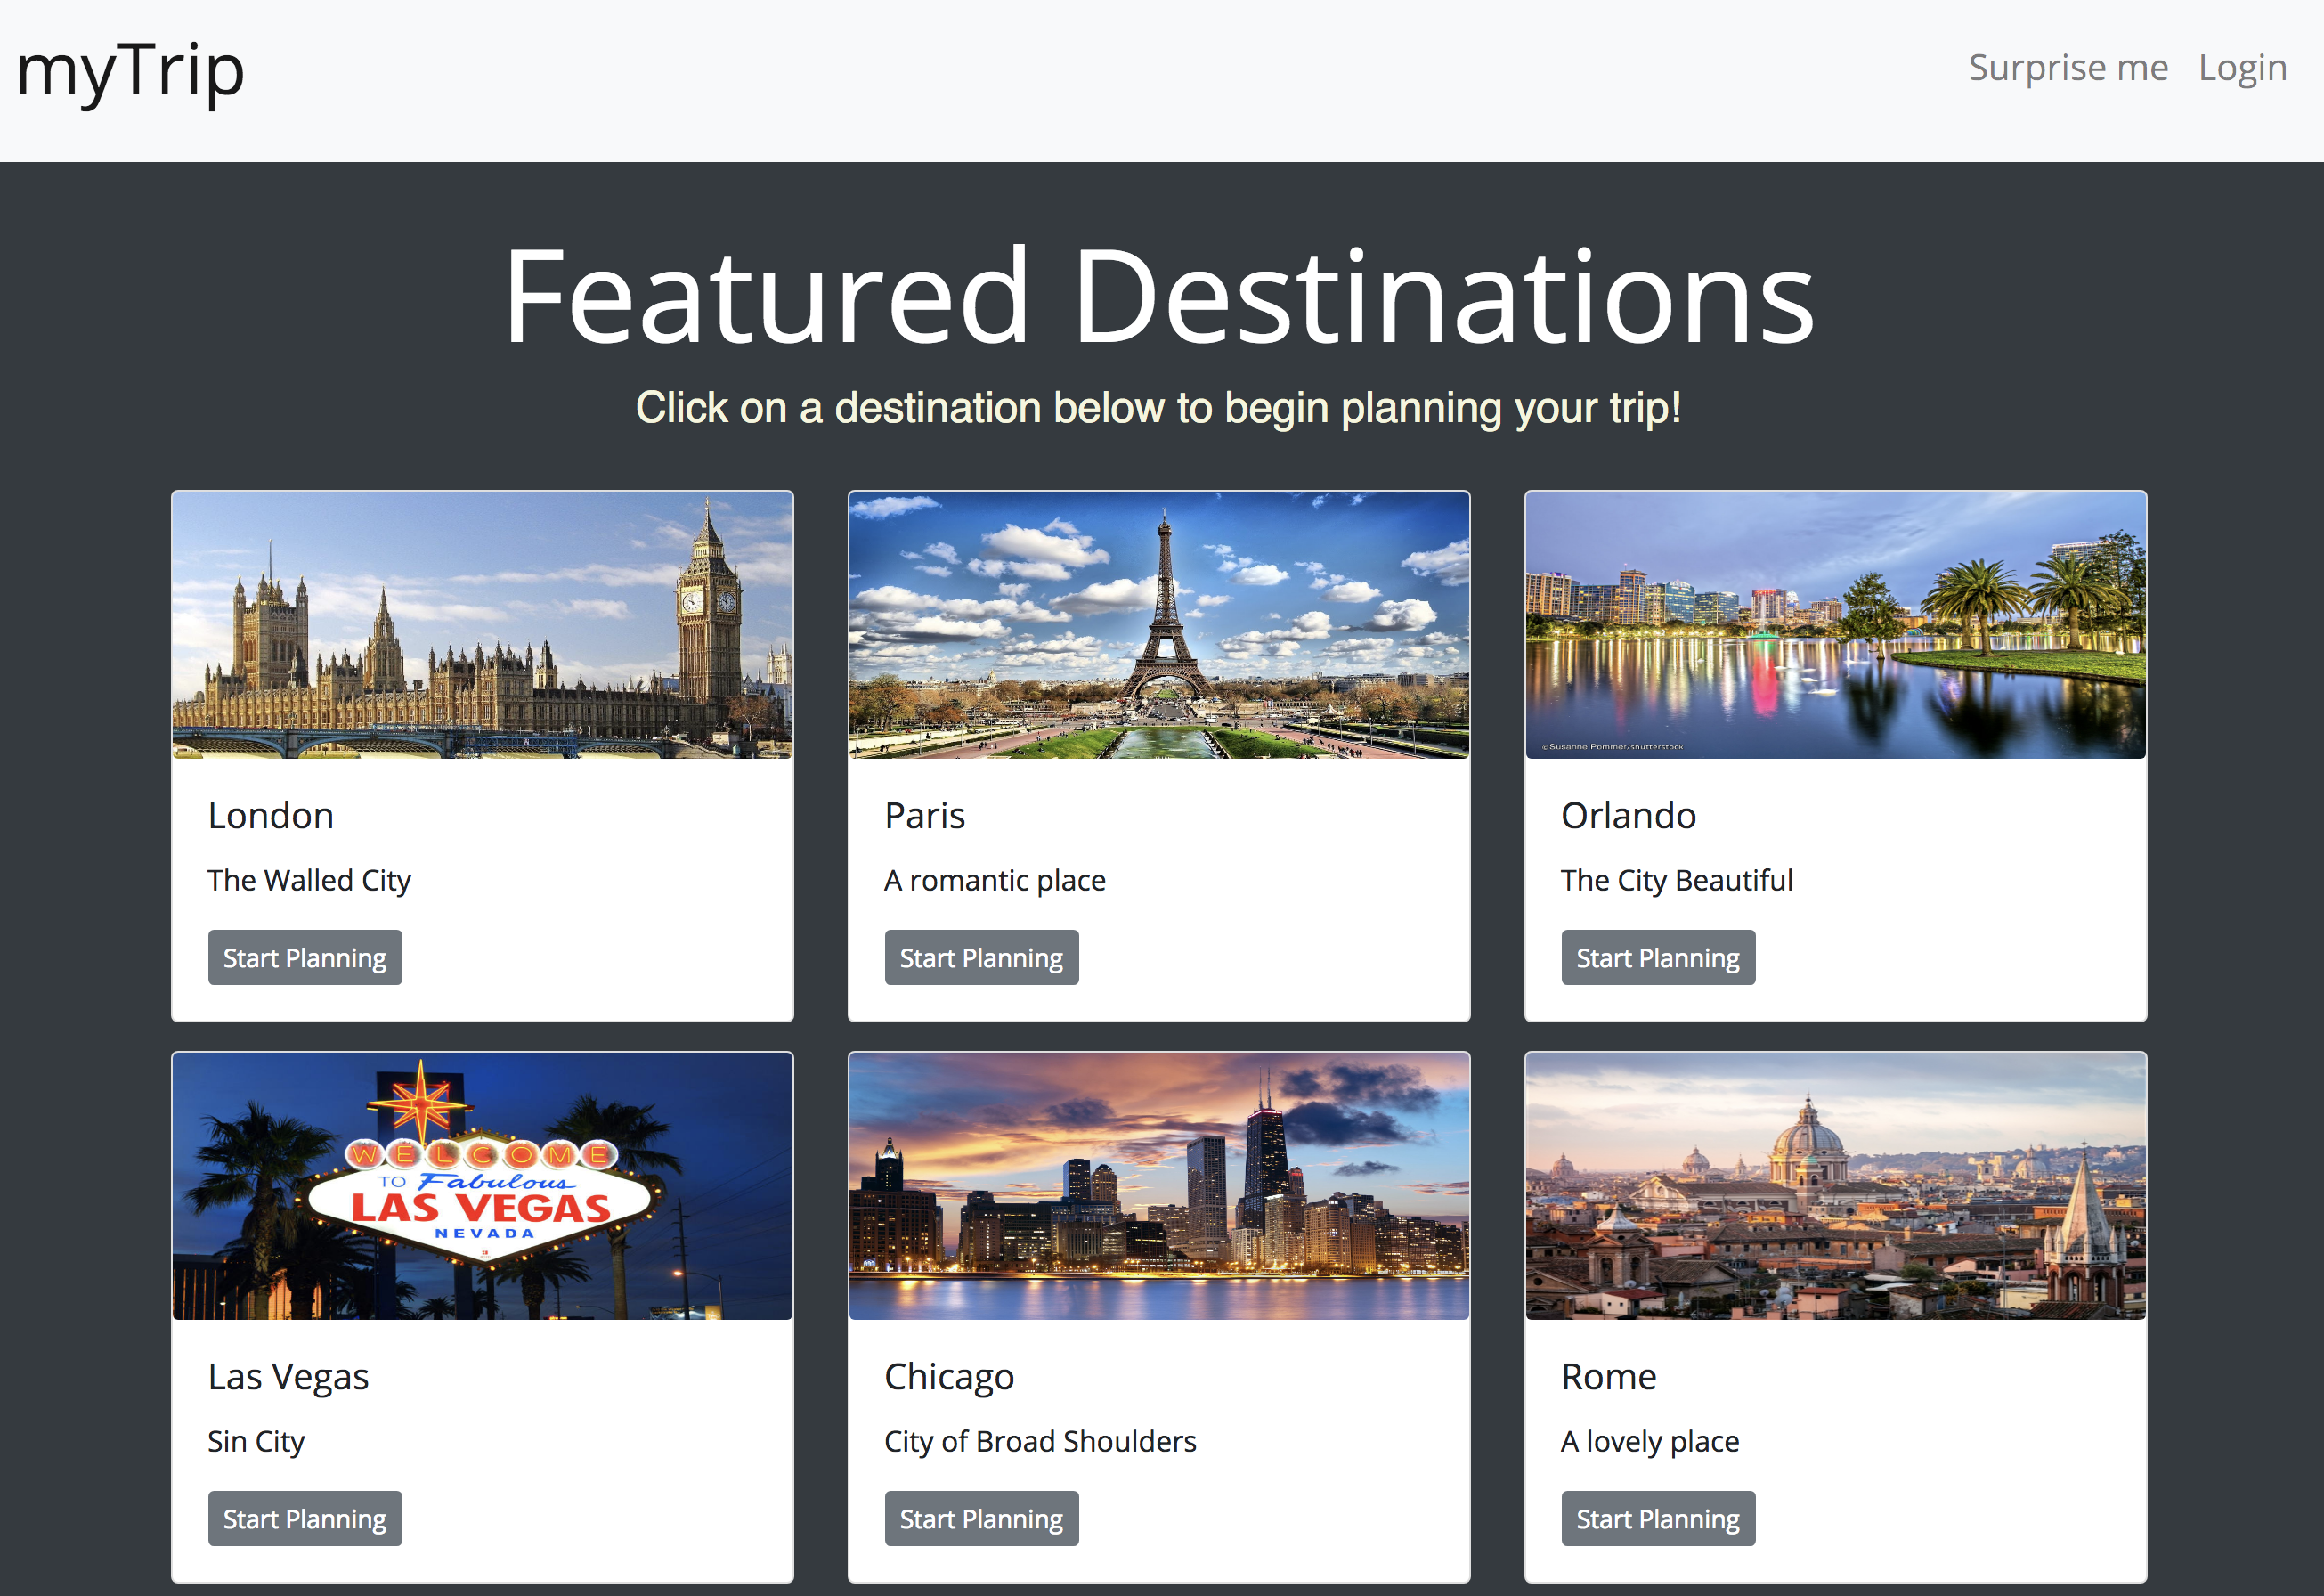 myTrip
Surprise me Login
Featured Destinations
Click on a destination below to begin planning your trip!
©Susanne Pommer/shutterstock
London
The Walled City
Start Planning
Paris
A romantic place
Start Planning
Orlando
The City Beautiful
Start Planning
WELCOME
TO Fabulous
LAS VEGAS
NEVADA
Las Vegas
Sin City
Start Planning
Chicago
City of Broad Shoulders
Start Planning
Rome
A lovely place
Start Planning